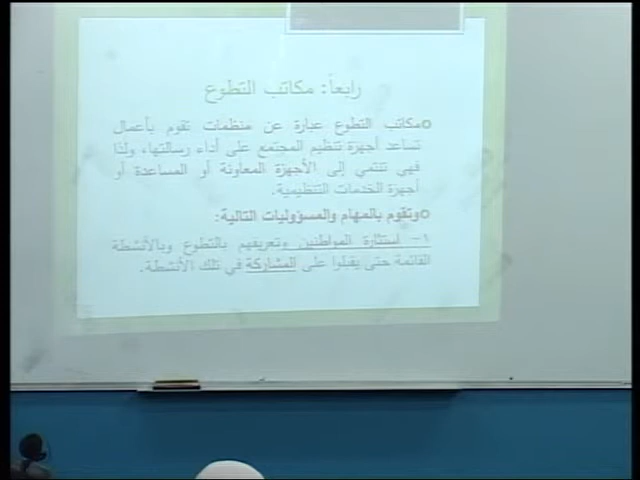 رابعاً: مكاتب التطوع
مكاتب التطوع عبارة عن منظمات تقوم بأعمال
تساعد أجهزة تنظيم المجتمع على أداء رسالتها، ولذا
فهي تنتمي إلى الأجهزة المعاونة أو المساعدة أو
أجهزة الخدمات التنظيمية.
وتقوم بالمهام والمسؤوليات التالية:
١- استثارة المواطنين وتعريفهم بالتطوع وبالأنشطة
القائمة حتى يقبلوا على المشاركة في تلك الأنشطة.